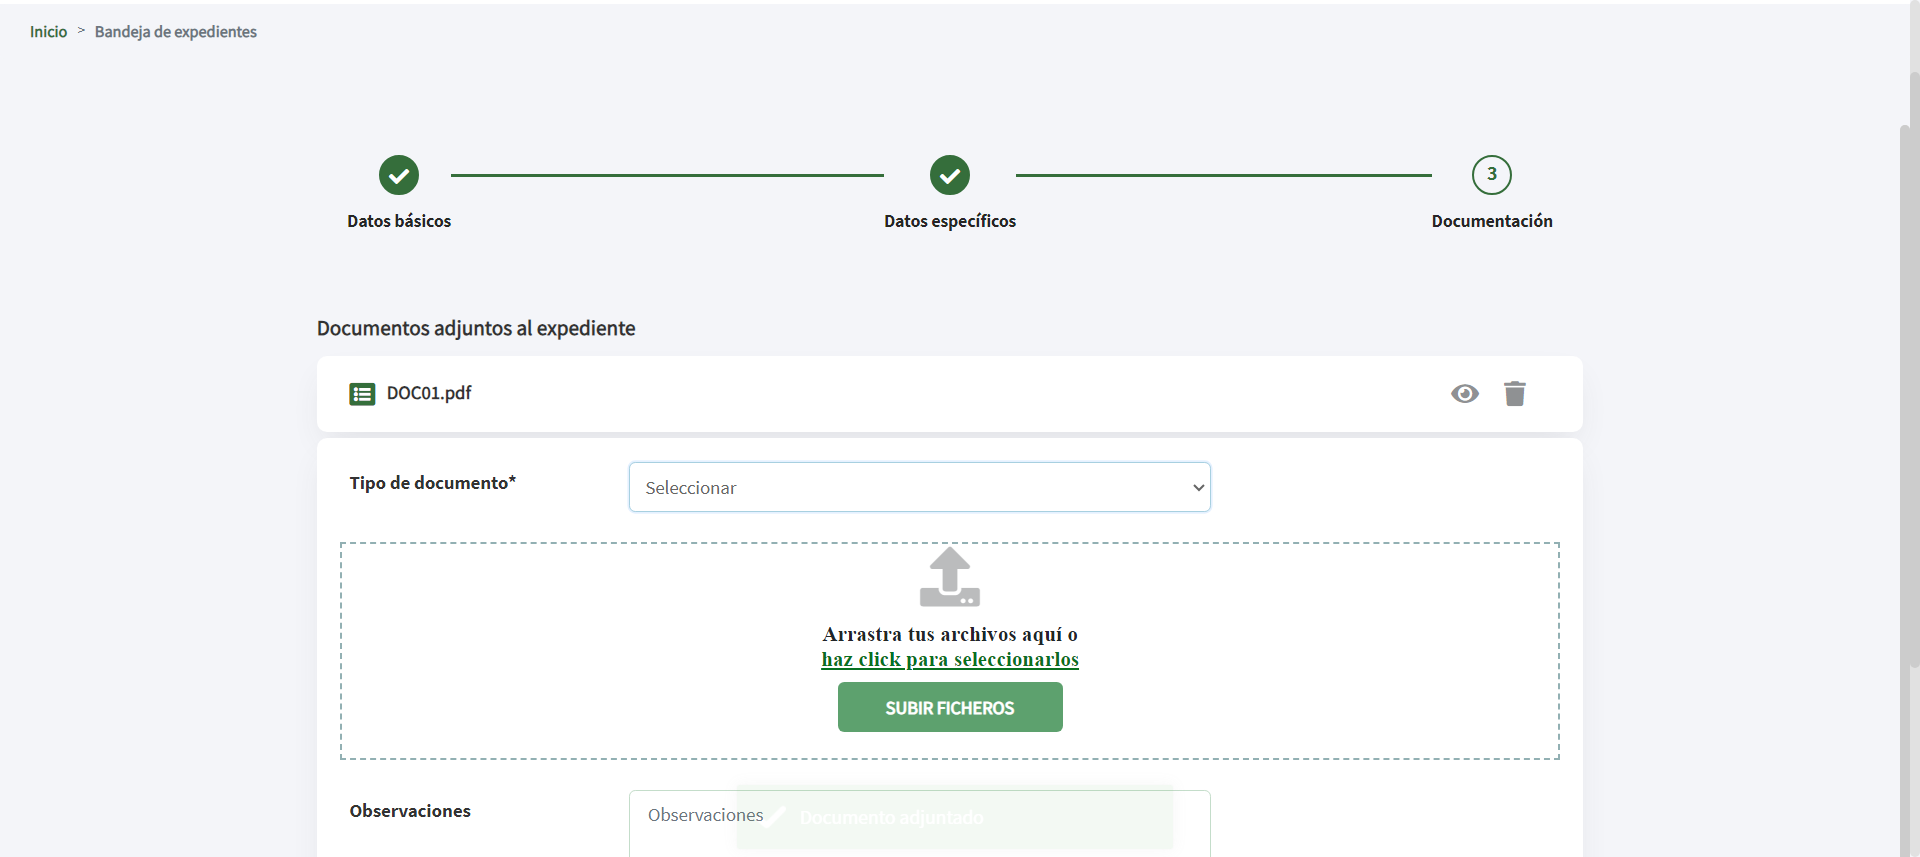 Inicio > Bandeja de expedientes
3
Datos básicos
Datos específicos
Documentación
Documentos adjuntos al expediente
DOC01.pdf
Tipo de documento*
Seleccionar
Arrastra tus archivos aquí o
haz click para seleccionarlos
SUBIR FICHEROS
Observaciones
Observaciones
Documento adjuntado